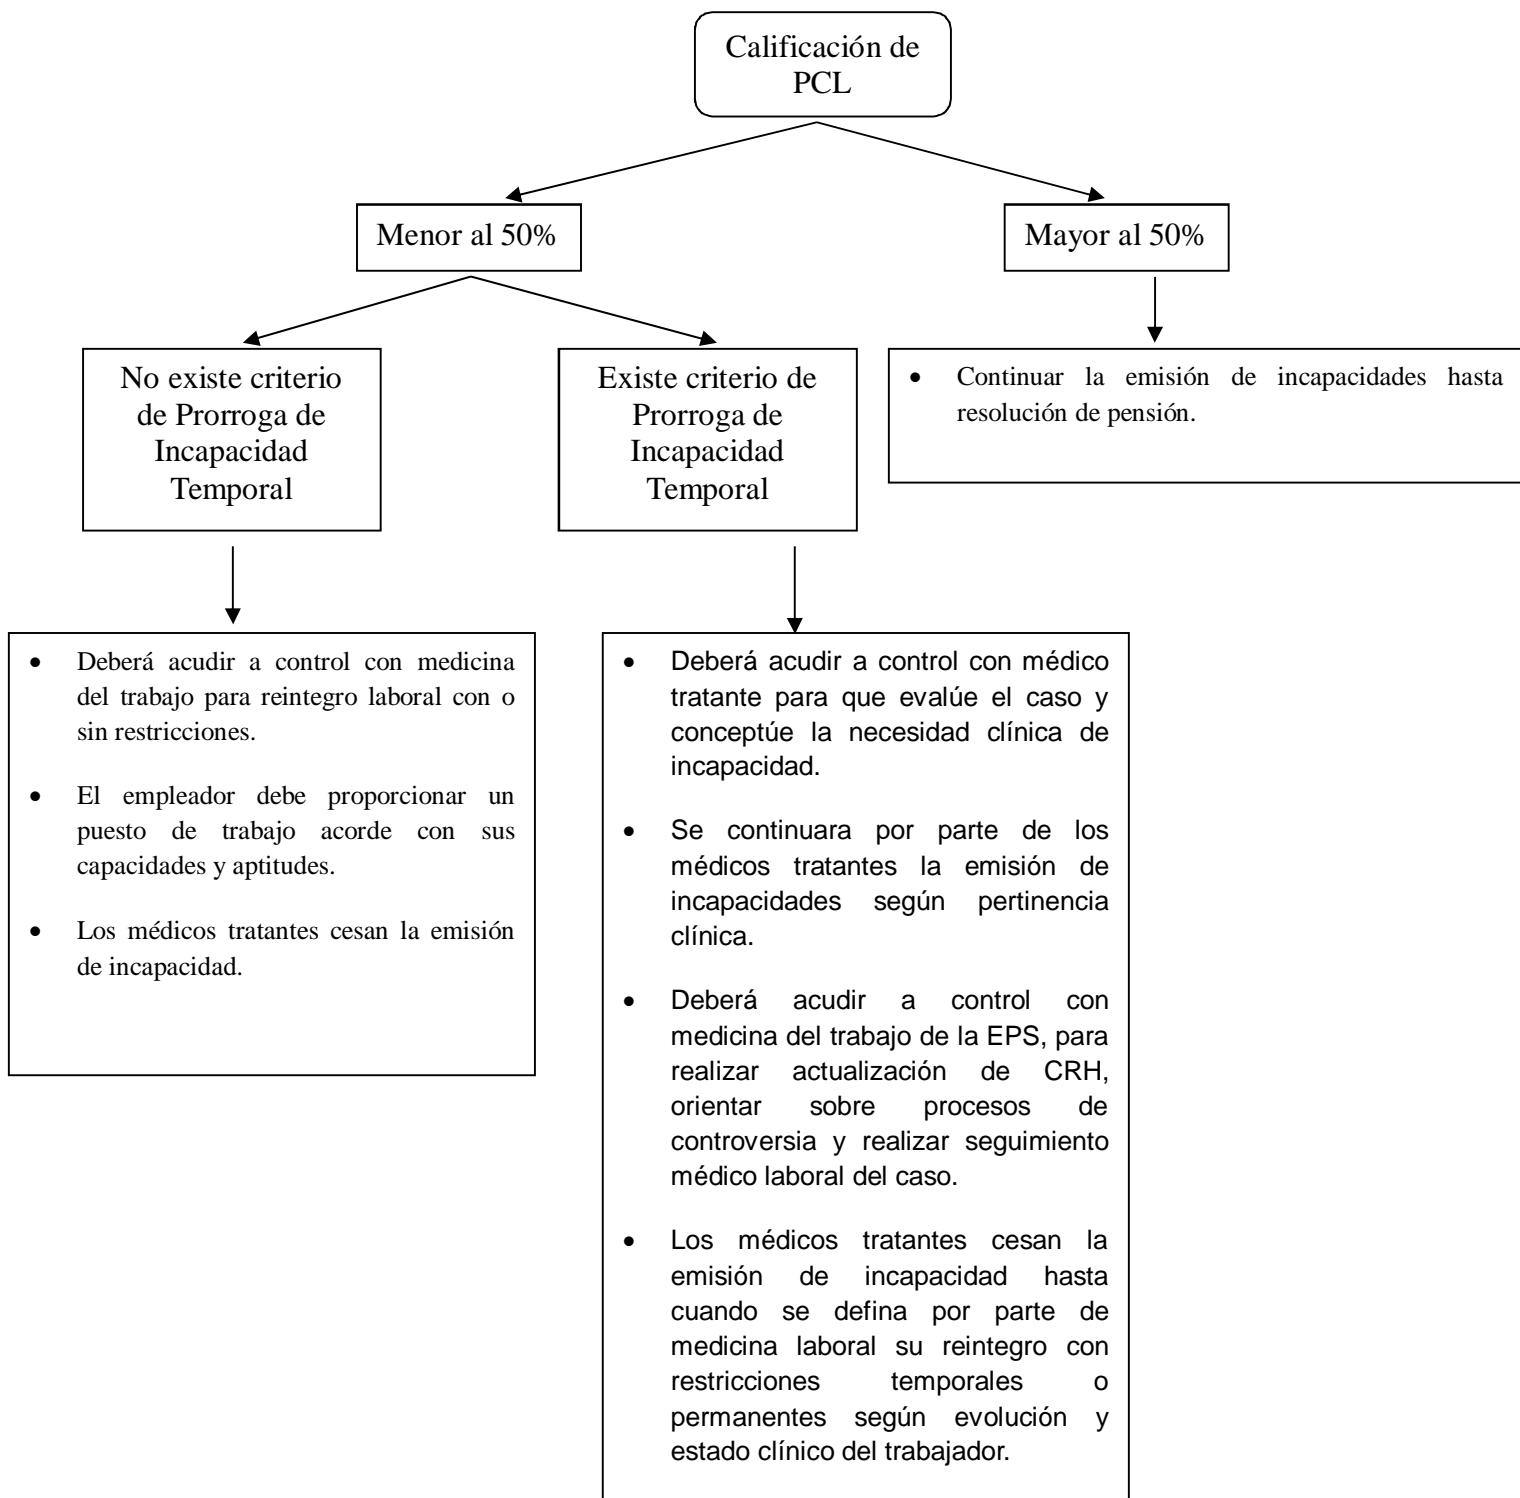 Calificación de
PCL
Menor al 50%
Mayor al 50%
No existe criterio
de Prorroga de
Incapacidad
Temporal
Existe criterio de
Prorroga de
Incapacidad
Temporal
• Continuar la emisión de incapacidades hasta
resolución de pensión.
• Deberá acudir a control con medicina
del trabajo para reintegro laboral con o
sin restricciones.
• El empleador debe proporcionar un
puesto de trabajo acorde con sus
capacidades y aptitudes.
• Los médicos tratantes cesan la emisión
de incapacidad.
• Deberá acudir a control con médico
tratante para que evalúe el caso y
conceptúe la necesidad clínica de
incapacidad.
• Se continuara por parte de los
médicos tratantes la emisión de
incapacidades según pertinencia
clínica.
• Deberá acudir a control con
medicina del trabajo de la EPS, para
realizar actualización de CRH,
orientar sobre procesos de
controversia y realizar seguimiento
médico laboral del caso.
• Los médicos tratantes cesan la
emisión de incapacidad hasta
cuando se defina por parte de
medicina laboral su reintegro con
restricciones temporales o
permanentes según evolución y
estado clínico del trabajador.